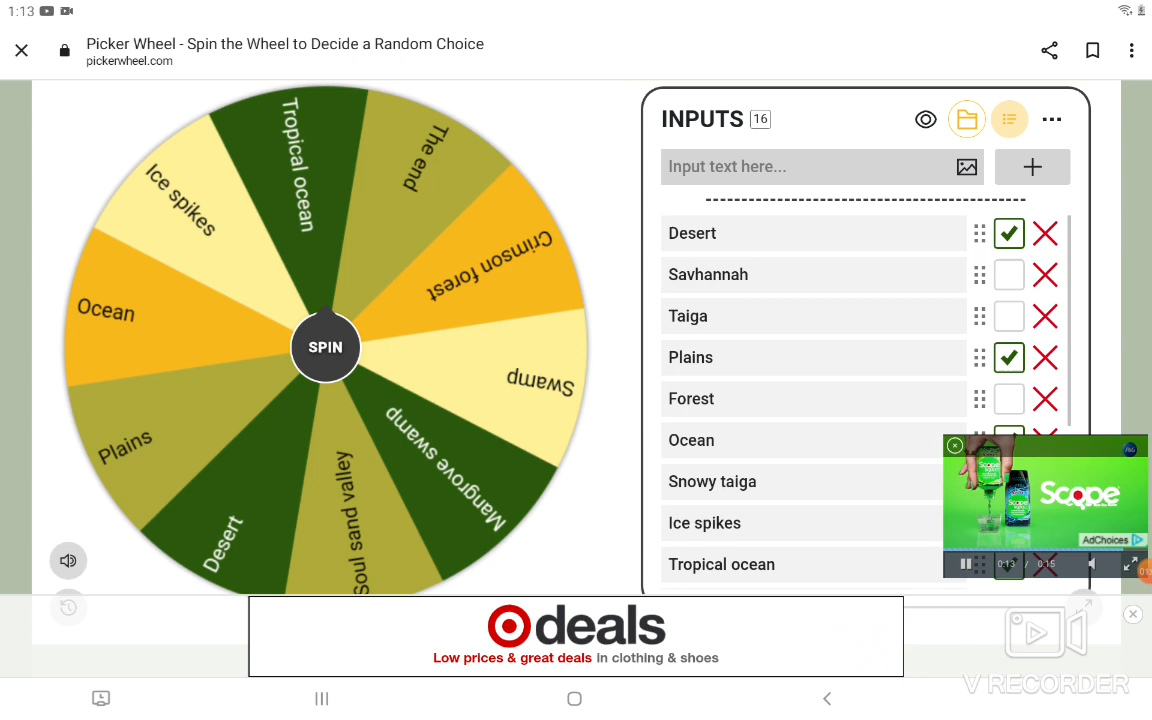 1:13
Picker Wheel - Spin the Wheel to Decide a Random Choice
pickerwheel.com
Tropical ocean
The end
Crimson forest
Swamp
Mangrove swamp
Soul sand valley
Desert
Plains
Ocean
Ice spikes
SPIN
INPUTS 16
Input text here...
Desert
Savhannah
Taiga
Plains
Forest
Ocean
Snowy taiga
Ice spikes
Tropical ocean
P&G
Scope
Scope
Scope
AdChoices
0:13 / 0:15
deals
Low prices & great deals in clothing & shoes
V RECORDER